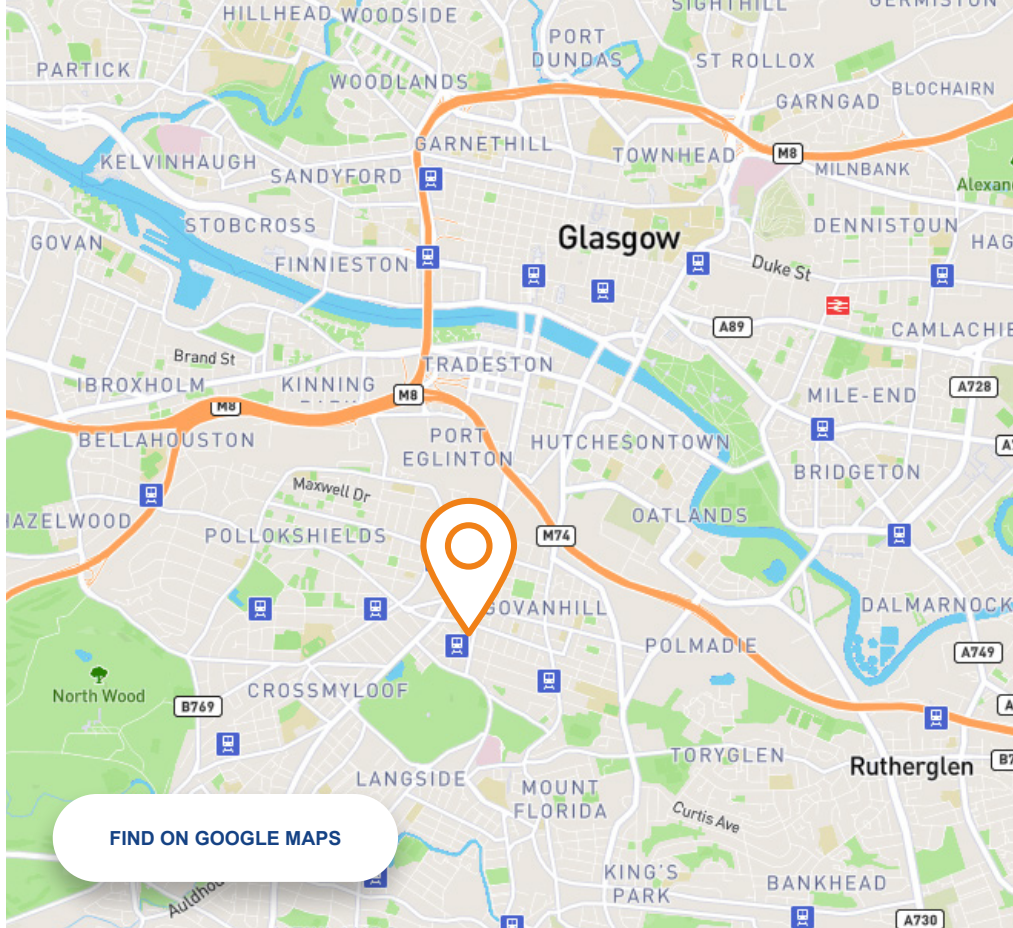 HILLHEAD WOODSIDE
SIGHTHILL
GERMISTON
PORT
DUNDAS
PARTICK
ST ROLLOX
WOODLANDS
BLOCHAIRN
GARNGAD
GARNETHILL
KELVINHAUGH
TOWNHEAD
M8
MILNBANK
SANDYFORD
Alexan
STOBCROSS
DENNISTOUN
GOVAN
Glasgow
HAG
FINNIESTON
Duke St
A89
CAMLACHIE
Brand St
TRADESTON
IBROXHOLM
KINNING
M8
A728
MILE-END
M8
BELLAHOUSTON
PORT
EGLINTON
HUTCHESONTOWN
BRIDGETON
Maxwell Dr
HAZELWOOD
OATLANDS
POLLOKSHIELDS
M74
GOVANHILL
DALMARNOCK
POLMADIE
A749
North Wood
CROSSMYLOOF
B769
TORYGLEN
Rutherglen
LANGSIDE
MOUNT
FLORIDA
Curtis Ave
FIND ON GOOGLE MAPS
KING'S
PARK
BANKHEAD
Auldho
A730